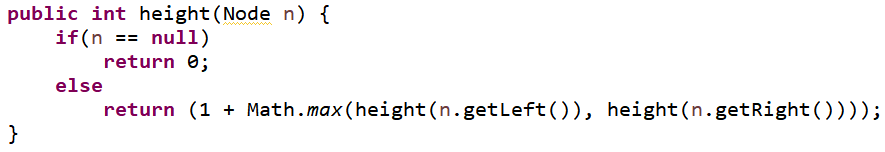 public int height(Node n) {
    if(n == null)
        return 0;
    else
        return (1 + Math.max(height(n.getLeft()), height(n.getRight())));
}